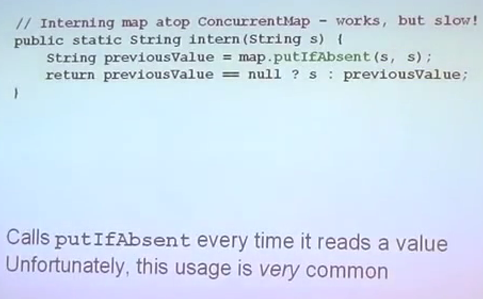 // Interning map atop ConcurrentMap - works, but slow!
public static String intern(String s) {
    String previousValue = map.putIfAbsent(s, s);
    return previousValue == null ? s : previousValue;
}
Calls putIfAbsent every time it reads a value
Unfortunately, this usage is very common